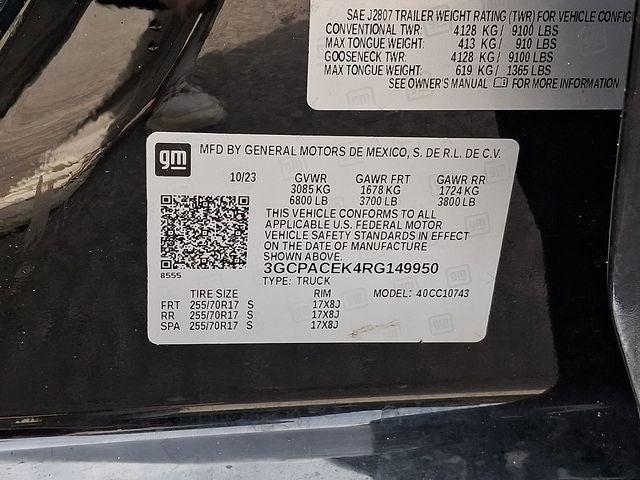 SAE J2807 TRAILER WEIGHT RATING (TWR) FOR VEHICLE CONFIG
CONVENTIONAL TWR: 4128 KG / 9100 LBS
MAX TONGUE WEIGHT: 413 KG / 910 LBS
GOOSENECK TWR: 4128 KG / 9100 LBS
MAX TONGUE WEIGHT: 619 KG / 1365 LBS
SEE OWNER'S MANUAL FOR MORE INFORMATION
gm MFD BY GENERAL MOTORS DE MEXICO, S. DE R.L. DE C.V.
10/23 GVWR GAWR FRT GAWR RR
3085 KG 1678 KG 1724 KG
6800 LB 3700 LB 3800 LB
THIS VEHICLE CONFORMS TO ALL
APPLICABLE U.S. FEDERAL MOTOR
VEHICLE SAFETY STANDARDS IN EFFECT
ON THE DATE OF MANUFACTURE
SHOWN ABOVE.
3GCPACEK4RG149950
8555
TYPE: TRUCK
TIRE SIZE RIM MODEL: 40CC10743
FRT 255/70R17 S 17X8J
RR 255/70R17 S 17X8J
SPA 255/70R17 S 17X8J